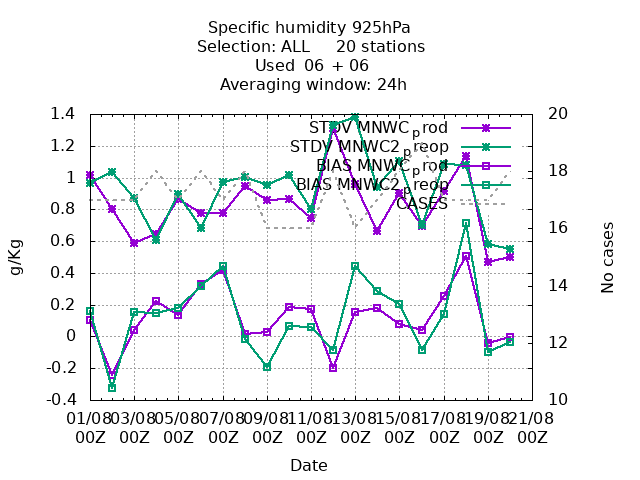 Specific humidity 925hPa
Selection: ALL 20 stations
Used 06 + 06
Averaging window: 24h
1.4
1.2
1
0.8
0.6
0.4
0.2
0
-0.2
-0.4
g/Kg
20
18
16
14
12
10
No cases
STDV MNWCprod
STDV MNWC2preop
BIAS MNWCprod
BIAS MNWC2preop
CASES
01/08 03/08 05/08 07/08 09/08 11/08 13/08 15/08 17/08 19/08 21/08
00Z 00Z 00Z 00Z 00Z 00Z 00Z 00Z 00Z 00Z 00Z
Date